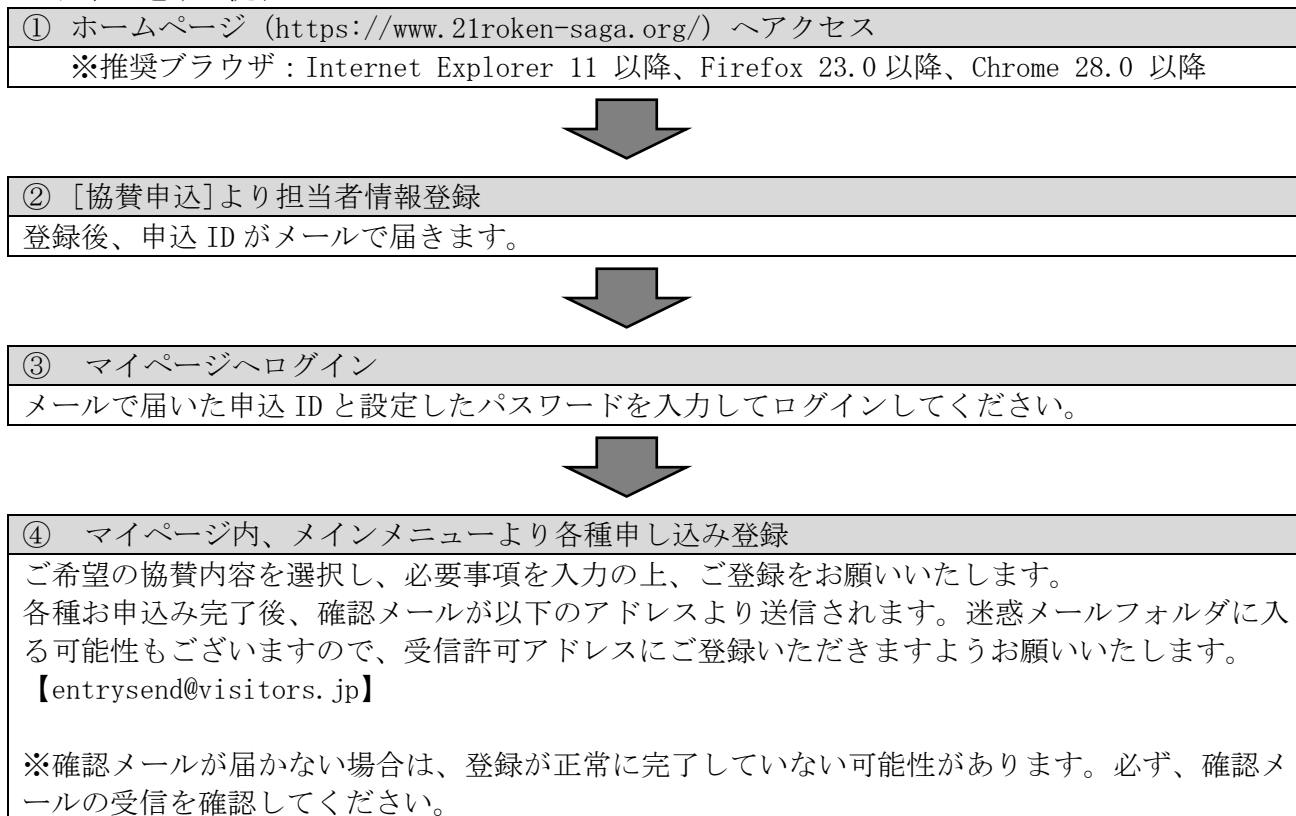 ① ホームページ (https://www.21roken-saga.org/) へアクセス
※推奨ブラウザ：Internet Explorer 11 以降、Firefox 23.0 以降、Chrome 28.0 以降
② [協賛申込]より担当者情報登録
登録後、申込 ID がメールで届きます。
③ マイページへログイン
メールで届いた申込 ID と設定したパスワードを入力してログインしてください。
④ マイページ内、メインメニューより各種申し込み登録
ご希望の協賛内容を選択し、必要事項を入力の上、ご登録をお願いいたします。
各種お申込み完了後、確認メールが以下のアドレスより送信されます。迷惑メールフォルダに入
る可能性もございますので、受信許可アドレスにご登録いただきますようお願いいたします。
【entrysend@visitors.jp】
※確認メールが届かない場合は、登録が正常に完了していない可能性があります。必ず、確認メ
ールの受信を確認してください。